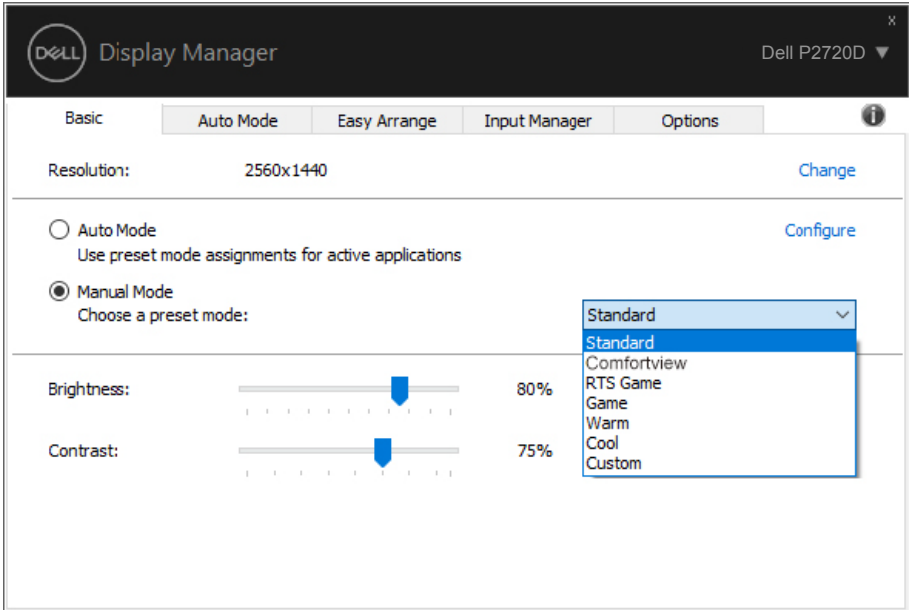 x
DELL Display Manager
Dell P2720D ▼
Basic Auto Mode Easy Arrange Input Manager Options
Resolution: 2560x1440 Change
Auto Mode Configure
Use preset mode assignments for active applications
Manual Mode
Choose a preset mode: Standard
Standard
Comfortview
RTS Game
Game
Warm
Cool
Custom
Brightness: 80%
Contrast: 75%